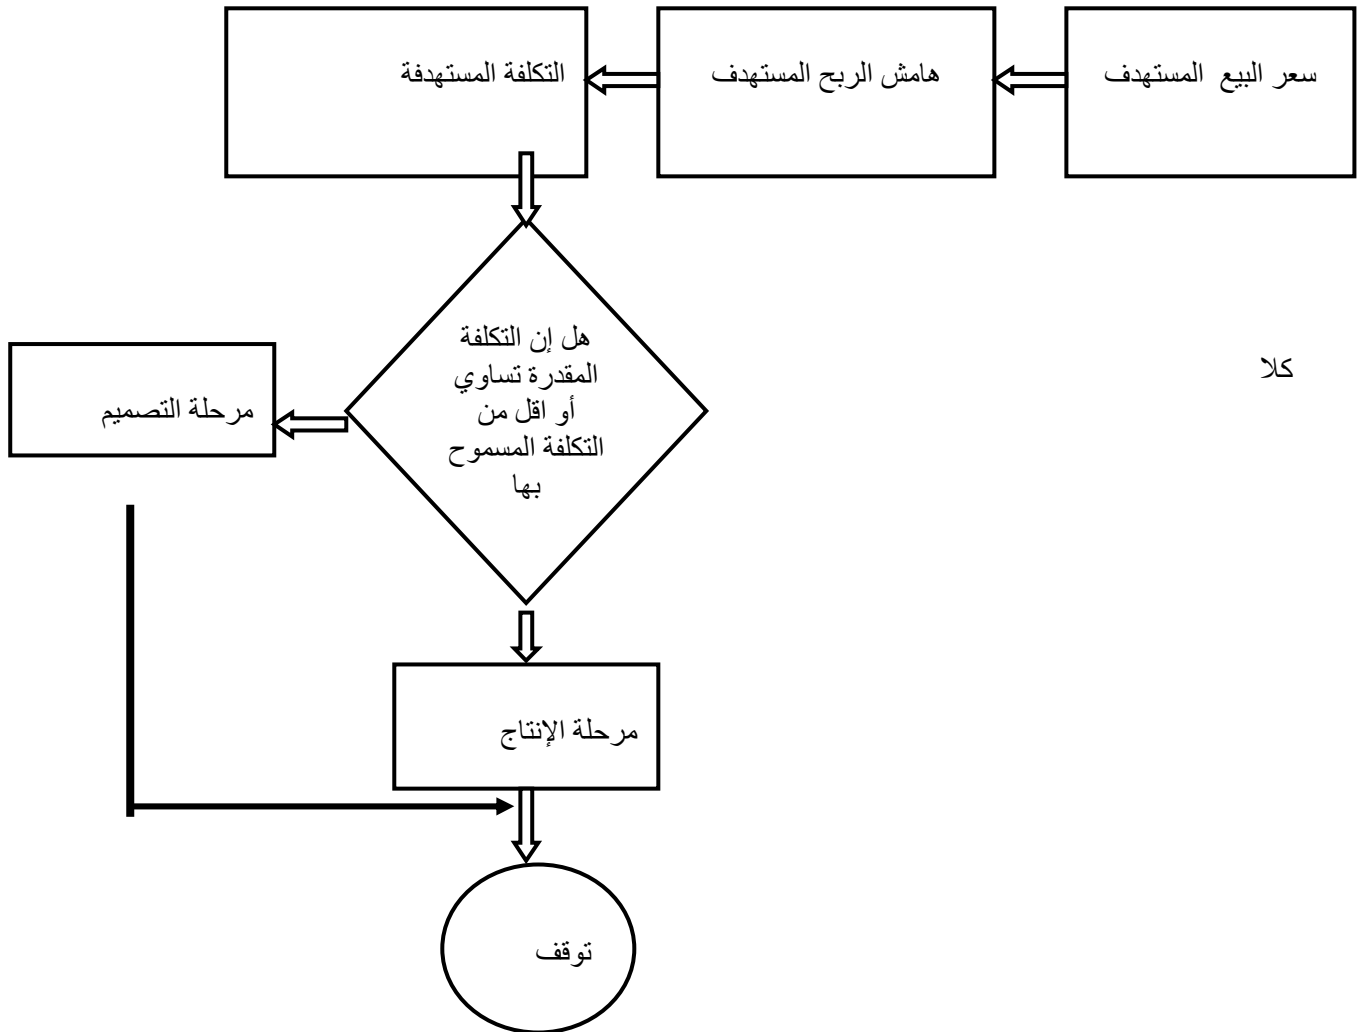 سعر البيع المستهدف
هامش الربح المستهدف
التكلفة المستهدفة
هل إن التكلفة
المقدرة تساوي
أو اقل من
التكلفة المسموح
بها
كلا
مرحلة التصميم
مرحلة الإنتاج
توقف